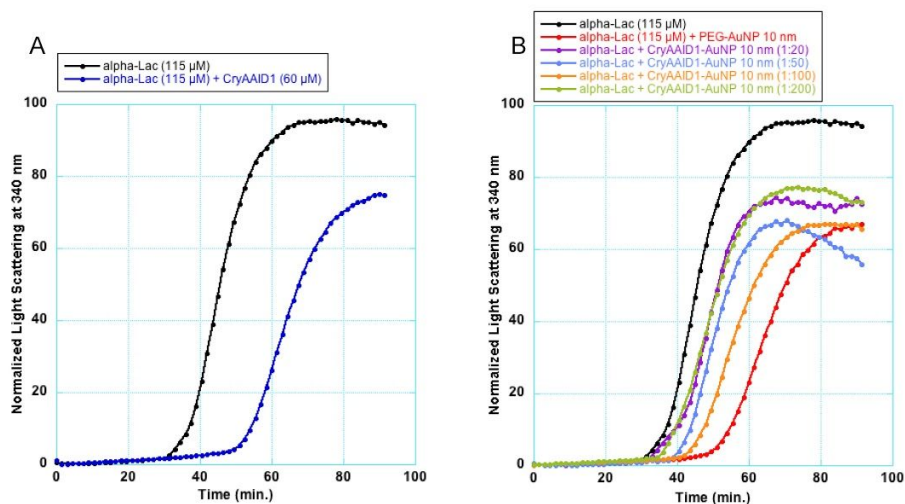 A
alpha-Lac (115 µM)
alpha-Lac (115 µM) + CryAAID1 (60 µM)
100
80
60
40
20
0
Normalized Light Scattering at 340 nm
0 20 40 60 80 100
Time (min.)
B
alpha-Lac (115 µM)
alpha-Lac (115 µM) + PEG-AuNP 10 nm
alpha-Lac + CryAAID1-AuNP 10 nm (1:20)
alpha-Lac + CryAAID1-AuNP 10 nm (1:50)
alpha-Lac + CryAAID1-AuNP 10 nm (1:100)
alpha-Lac + CryAAID1-AuNP 10 nm (1:200)
100
80
60
40
20
0
Normalized Light Scattering at 340 nm
0 20 40 60 80 100
Time (min.)